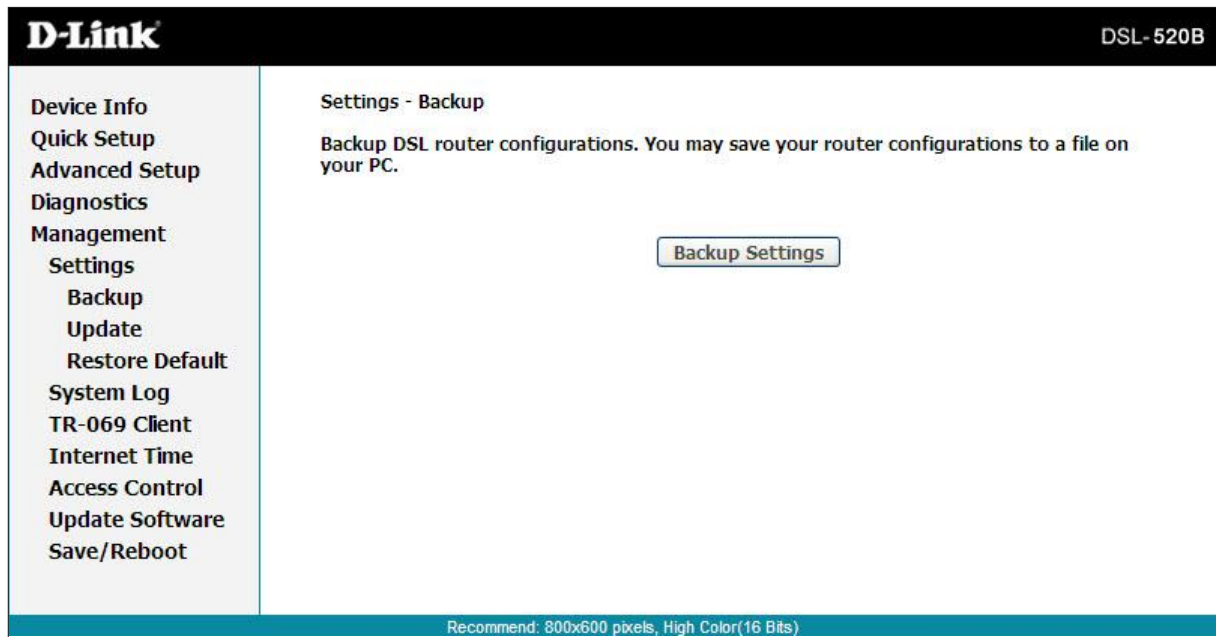 D-Link
DSL-520B
Device Info
Quick Setup
Advanced Setup
Diagnostics
Management
Settings
Backup
Update
Restore Default
System Log
TR-069 Client
Internet Time
Access Control
Update Software
Save/Reboot
Settings - Backup
Backup DSL router configurations. You may save your router configurations to a file on
your PC.
Backup Settings
Recommend: 800x600 pixels, High Color(16 Bits)